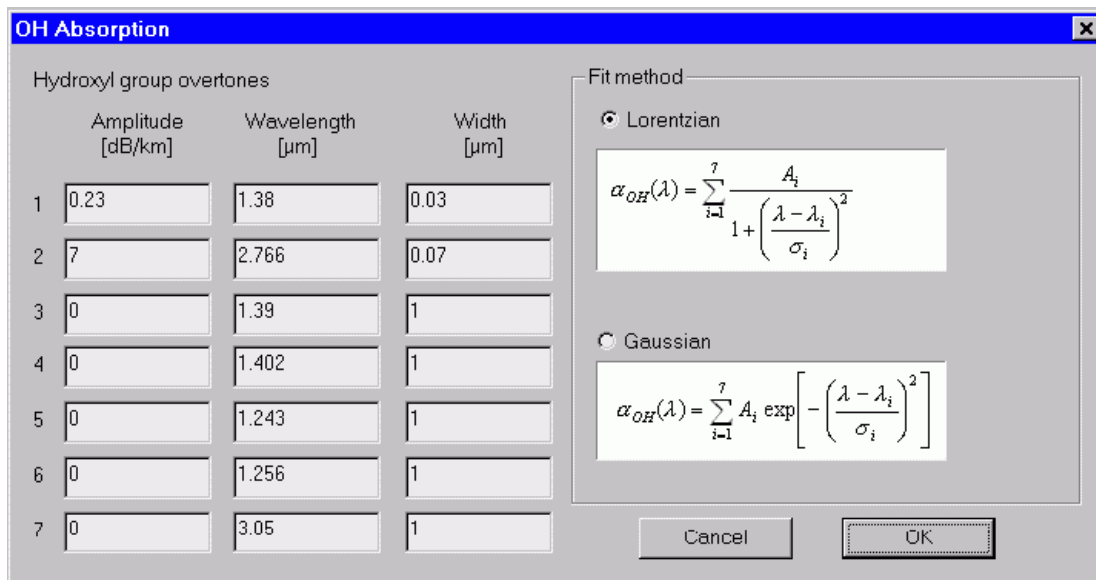 OH Absorption
Hydroxyl group overtones
Amplitude [dB/km] Wavelength [µm] Width [µm]
1 0.23 1.38 0.03
2 7 2.766 0.07
3 0 1.39 1
4 0 1.402 1
5 0 1.243 1
6 0 1.256 1
7 0 3.05 1
Fit method
Lorentzian
α_OH(λ) = ∑_{i=1}^{7} A_i / (1 + ((λ − λ_i) / σ_i)^2)
Gaussian
α_OH(λ) = ∑_{i=1}^{7} A_i exp[−((λ − λ_i) / σ_i)^2]
Cancel OK